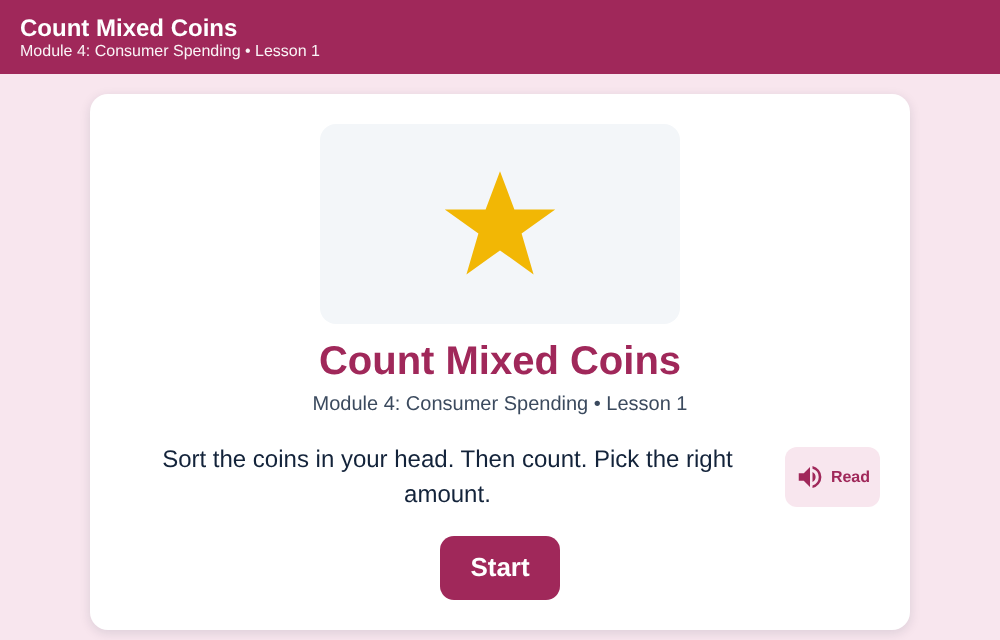 Count Mixed Coins
Module 4: Consumer Spending • Lesson 1
Count Mixed Coins
Module 4: Consumer Spending • Lesson 1
Sort the coins in your head. Then count. Pick the right
amount.
Read
Start